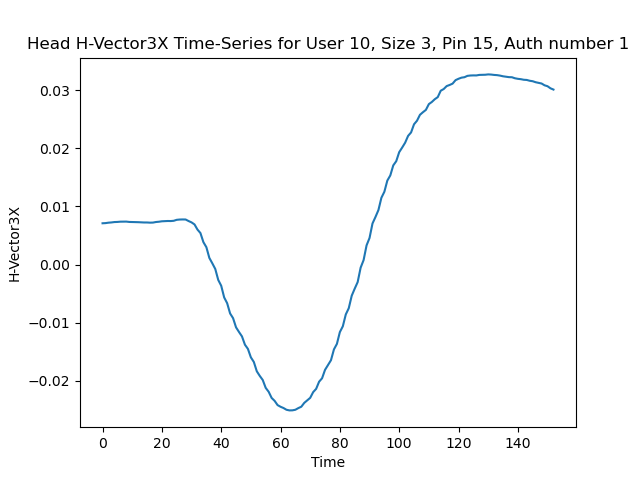 Head H-Vector3X Time-Series for User 10, Size 3, Pin 15, Auth number 1
H-Vector3X
0.03
0.02
0.01
0.00
−0.01
−0.02
0 20 40 60 80 100 120 140
Time